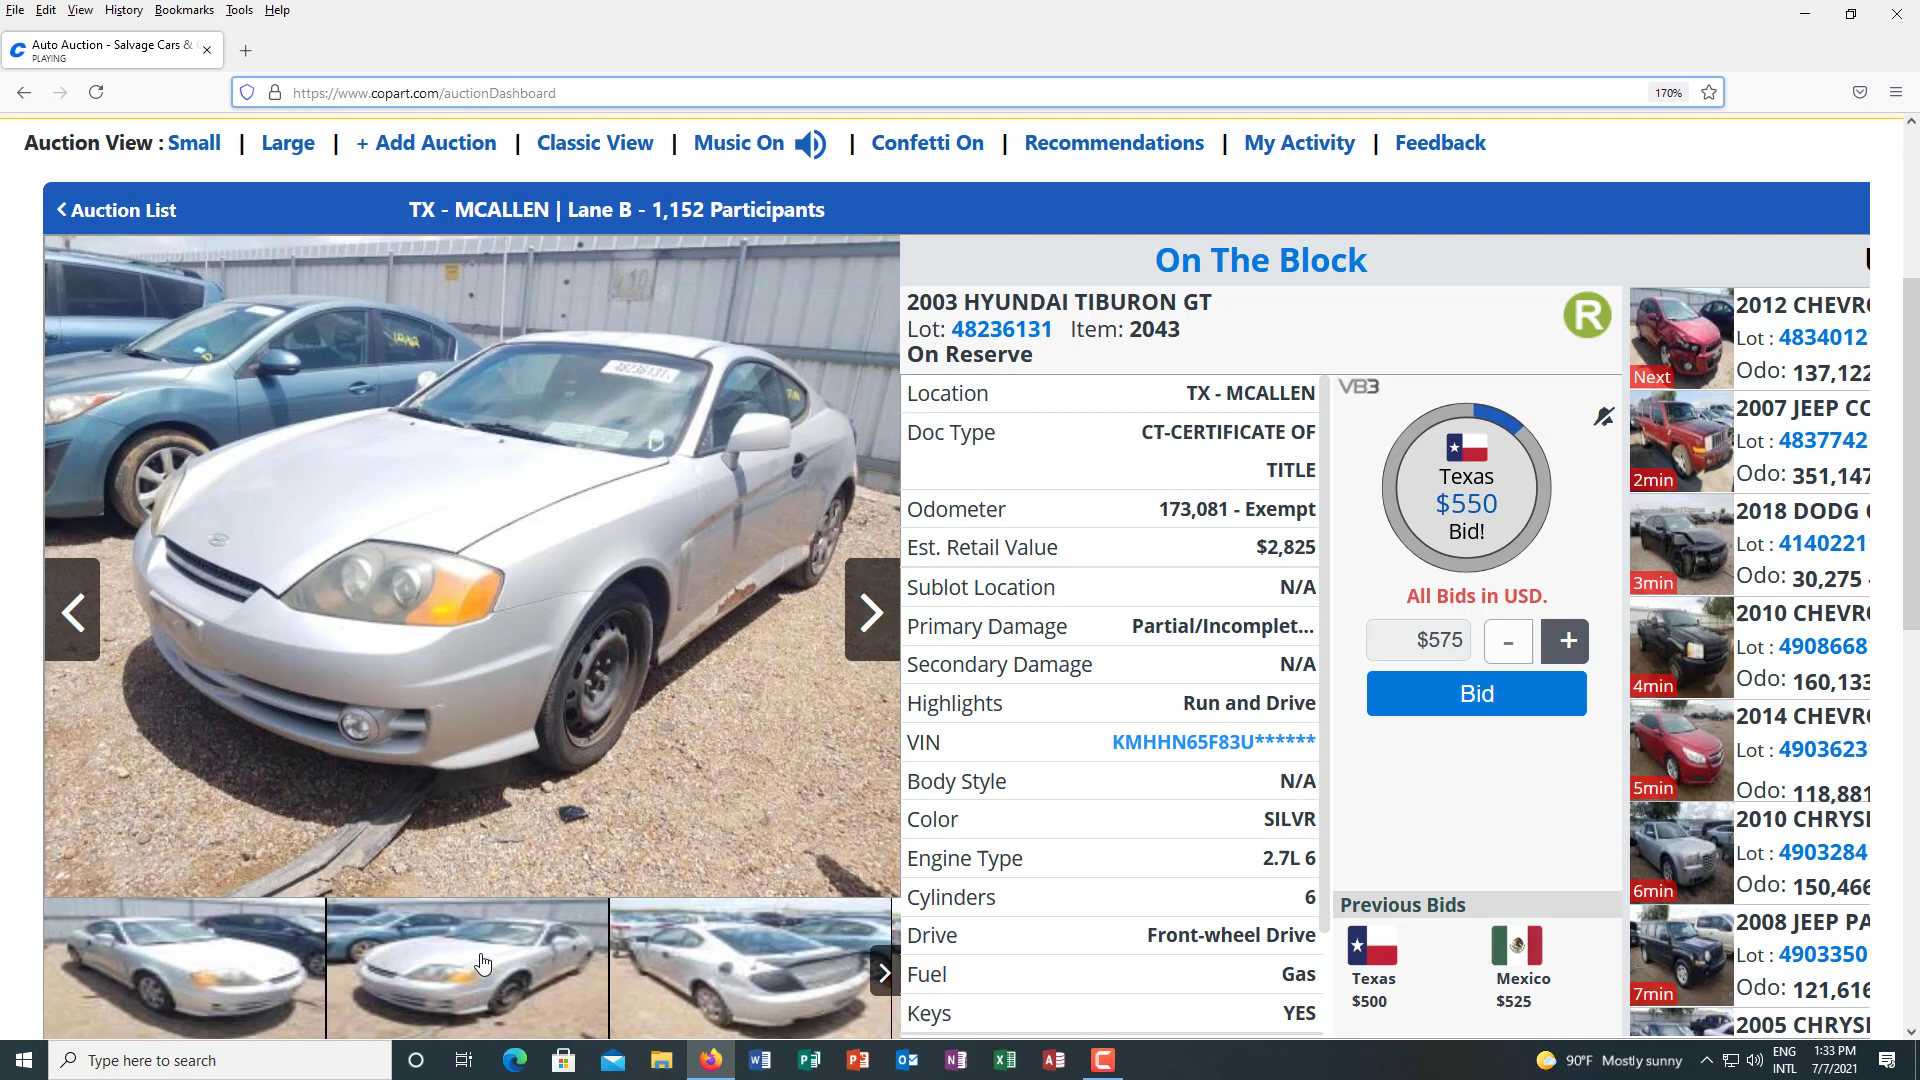 File Edit View History Bookmarks Tools Help
Auto Auction - Salvage Cars &
PLAYING
https://www.copart.com/auctionDashboard
170%
Auction View : Small | Large | + Add Auction | Classic View | Music On | Confetti On | Recommendations | My Activity | Feedback
Auction List
TX - MCALLEN | Lane B - 1,152 Participants
48236131
On The Block
2003 HYUNDAI TIBURON GT
Lot: 48236131 Item: 2043
On Reserve
R
Location TX - MCALLEN
Doc Type CT-CERTIFICATE OF
TITLE
Odometer 173,081 - Exempt
Est. Retail Value $2,825
Sublot Location N/A
Primary Damage Partial/Incomplet...
Secondary Damage N/A
Highlights Run and Drive
VIN KMHHN65F83U******
Body Style N/A
Color SILVR
Engine Type 2.7L 6
Cylinders 6
Drive Front-wheel Drive
Fuel Gas
Keys YES
VB3
Texas
$550
Bid!
All Bids in USD.
$575 - +
Bid
Previous Bids
Texas
$500
Mexico
$525
2012 CHEVR
Lot : 4834012
Odo: 137,122
Next
2007 JEEP CO
Lot : 4837742
Odo: 351,147
2min
2018 DODG
Lot : 4140221
Odo: 30,275 -
3min
2010 CHEVR
Lot : 4908668
Odo: 160,133
4min
2014 CHEVR
Lot : 4903623
Odo: 118,881
5min
2010 CHRYS
Lot : 4903284
Odo: 150,466
6min
2008 JEEP PA
Lot : 4903350
Odo: 121,616
7min
2005 CHRYS
Type here to search
90°F Mostly sunny
ENG
INTL
1:33 PM
7/7/2021